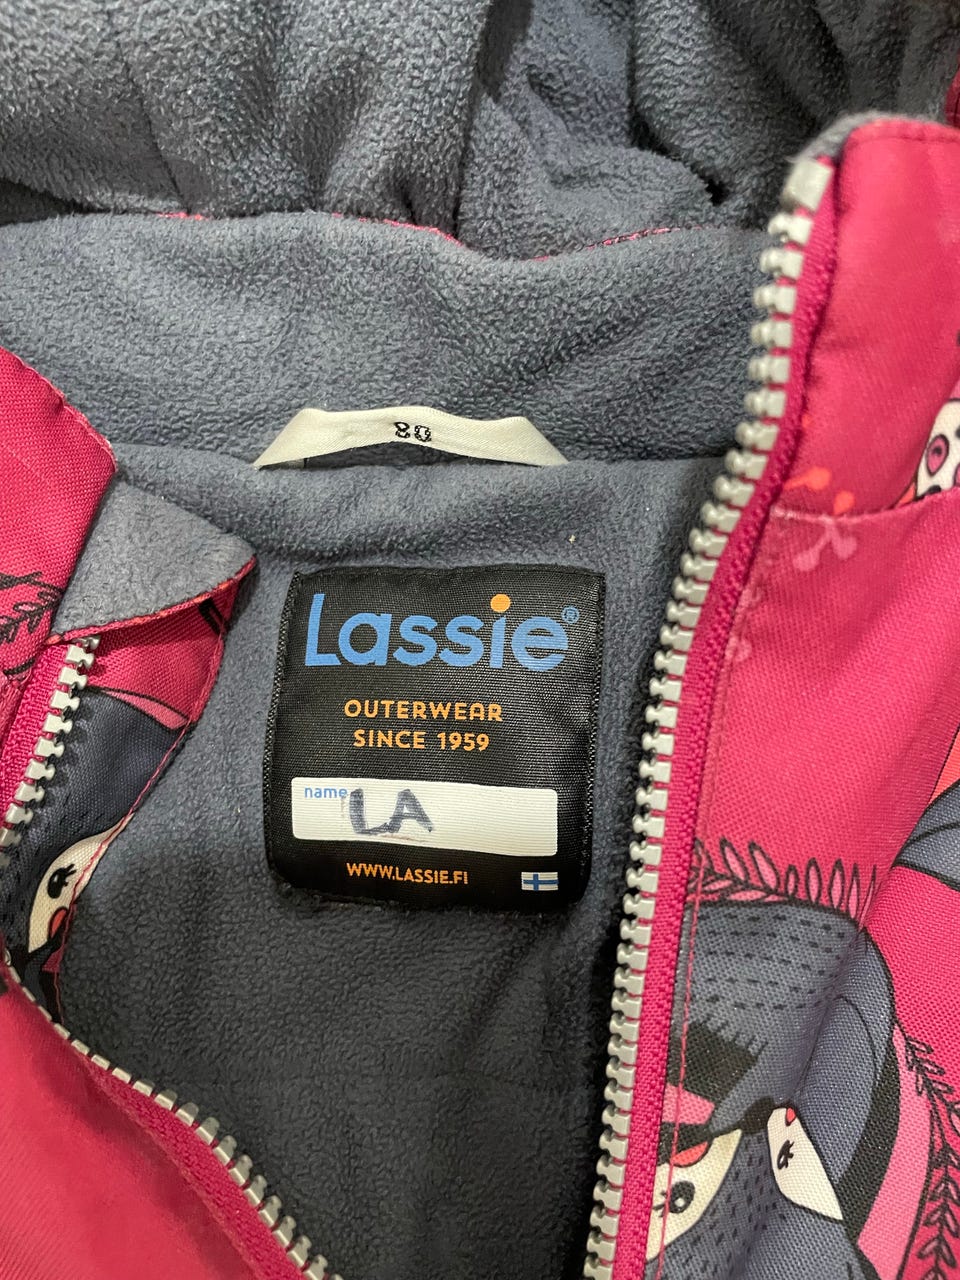 80
Lassie®
OUTERWEAR
SINCE 1959
name LA
WWW.LASSIE.FI